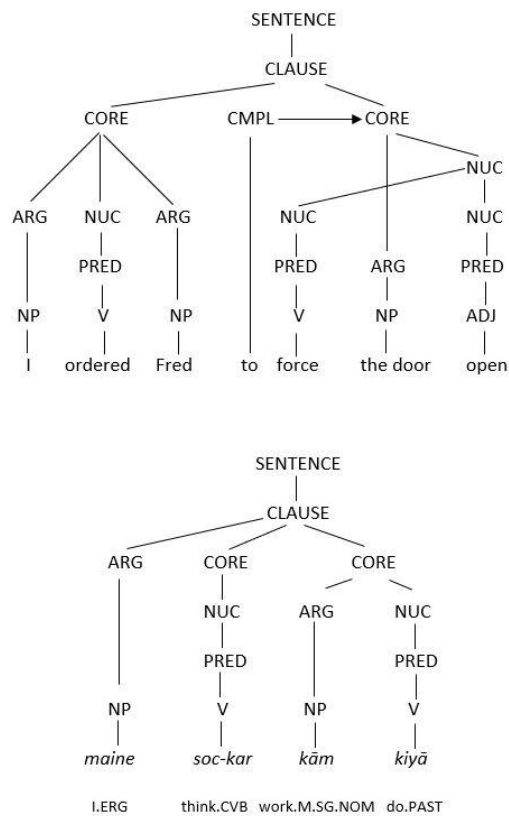 SENTENCE
CLAUSE
CORE CMPL CORE
NUC
ARG NUC ARG NUC NUC
PRED PRED ARG PRED
NP V NP V NP ADJ
I ordered Fred to force the door open
SENTENCE
CLAUSE
ARG CORE CORE
NUC ARG NUC
PRED PRED
NP V NP V
maine soc-kar kām kiyā
I.ERG think.CVB work.M.SG.NOM do.PAST